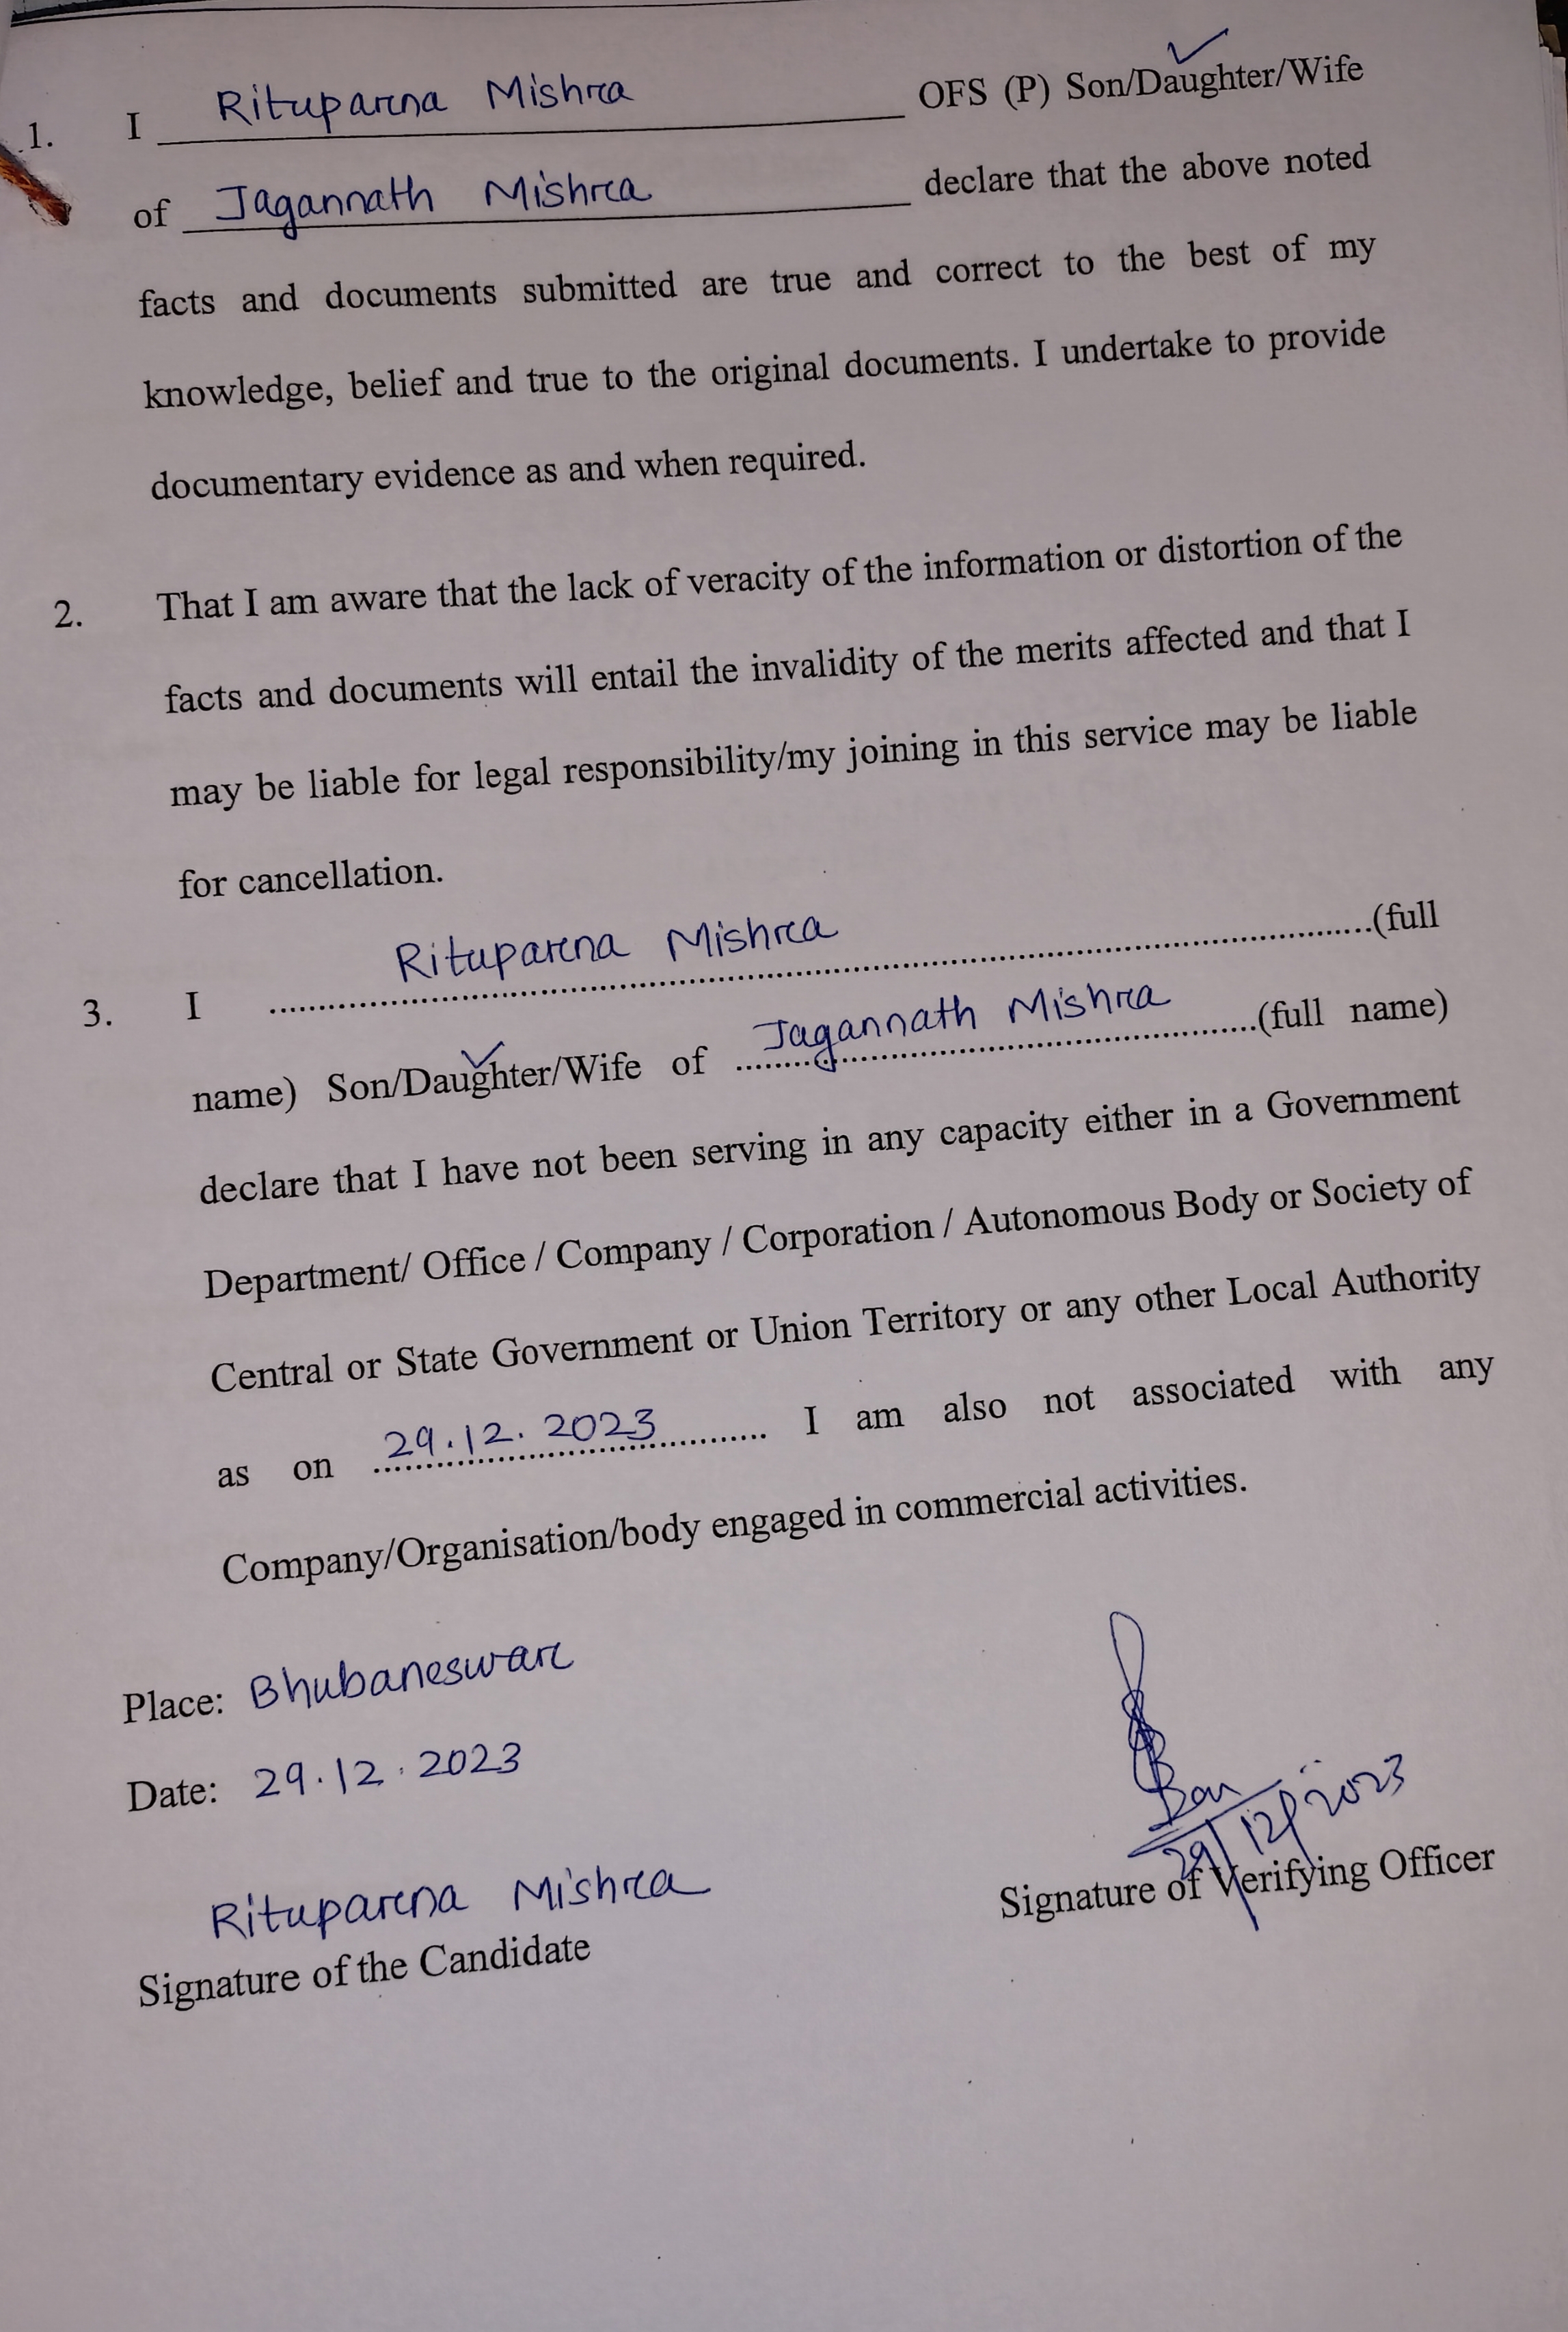 1. I Rituparna Mishra OFS (P) Son/Daughter/Wife
of Jagannath Mishra declare that the above noted
facts and documents submitted are true and correct to the best of my
knowledge, belief and true to the original documents. I undertake to provide
documentary evidence as and when required.
2. That I am aware that the lack of veracity of the information or distortion of the
facts and documents will entail the invalidity of the merits affected and that I
may be liable for legal responsibility/my joining in this service may be liable
for cancellation.
3. I Rituparna Mishra (full
name) Son/Daughter/Wife of Jagannath Mishra (full name)
declare that I have not been serving in any capacity either in a Government
Department/ Office / Company / Corporation / Autonomous Body or Society of
Central or State Government or Union Territory or any other Local Authority
as on 29.12.2023 I am also not associated with any
Company/Organisation/body engaged in commercial activities.
Place: Bhubaneswar
Date: 29.12.2023
29/12/2023
Signature of Verifying Officer
Rituparna Mishra
Signature of the Candidate